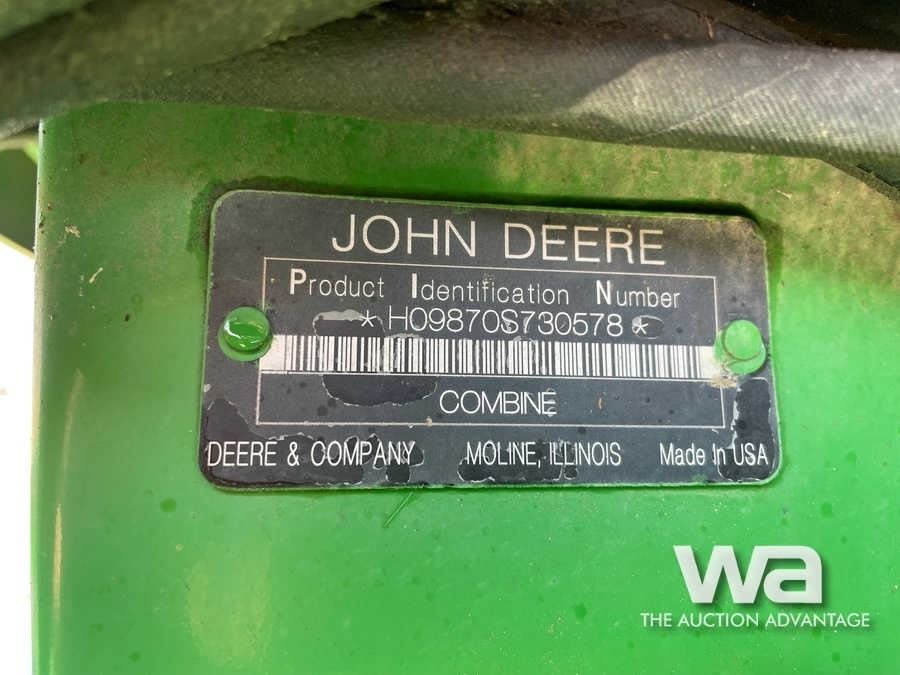 JOHN DEERE
Product Identification Number
* H09870S730578 *
COMBINE
DEERE & COMPANY MOLINE, ILLINOIS Made In USA
wa
THE AUCTION ADVANTAGE